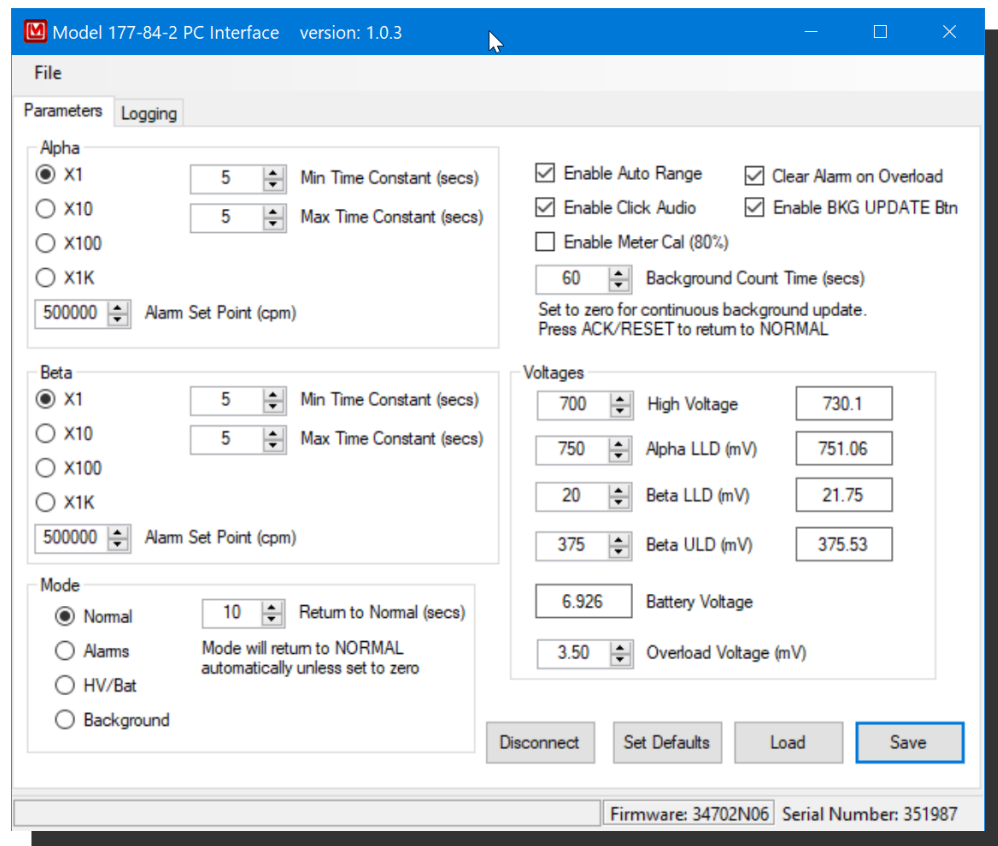 Model 177-84-2 PC Interface version: 1.0.3
File
Parameters Logging
Alpha
X1 5 Min Time Constant (secs)
X10 5 Max Time Constant (secs)
X100
X1K
500000 Alarm Set Point (cpm)
Enable Auto Range Clear Alarm on Overload
Enable Click Audio Enable BKG UPDATE Btn
Enable Meter Cal (80%)
60 Background Count Time (secs)
Set to zero for continuous background update.
Press ACK/RESET to return to NORMAL
Beta
X1 5 Min Time Constant (secs)
X10 5 Max Time Constant (secs)
X100
X1K
500000 Alarm Set Point (cpm)
Voltages
700 High Voltage 730.1
750 Alpha LLD (mV) 751.06
20 Beta LLD (mV) 21.75
375 Beta ULD (mV) 375.53
6.926 Battery Voltage
3.50 Overload Voltage (mV)
Mode
Normal 10 Return to Normal (secs)
Alarms Mode will return to NORMAL
automatically unless set to zero
HV/Bat
Background
Disconnect Set Defaults Load Save
Firmware: 34702N06 Serial Number: 351987